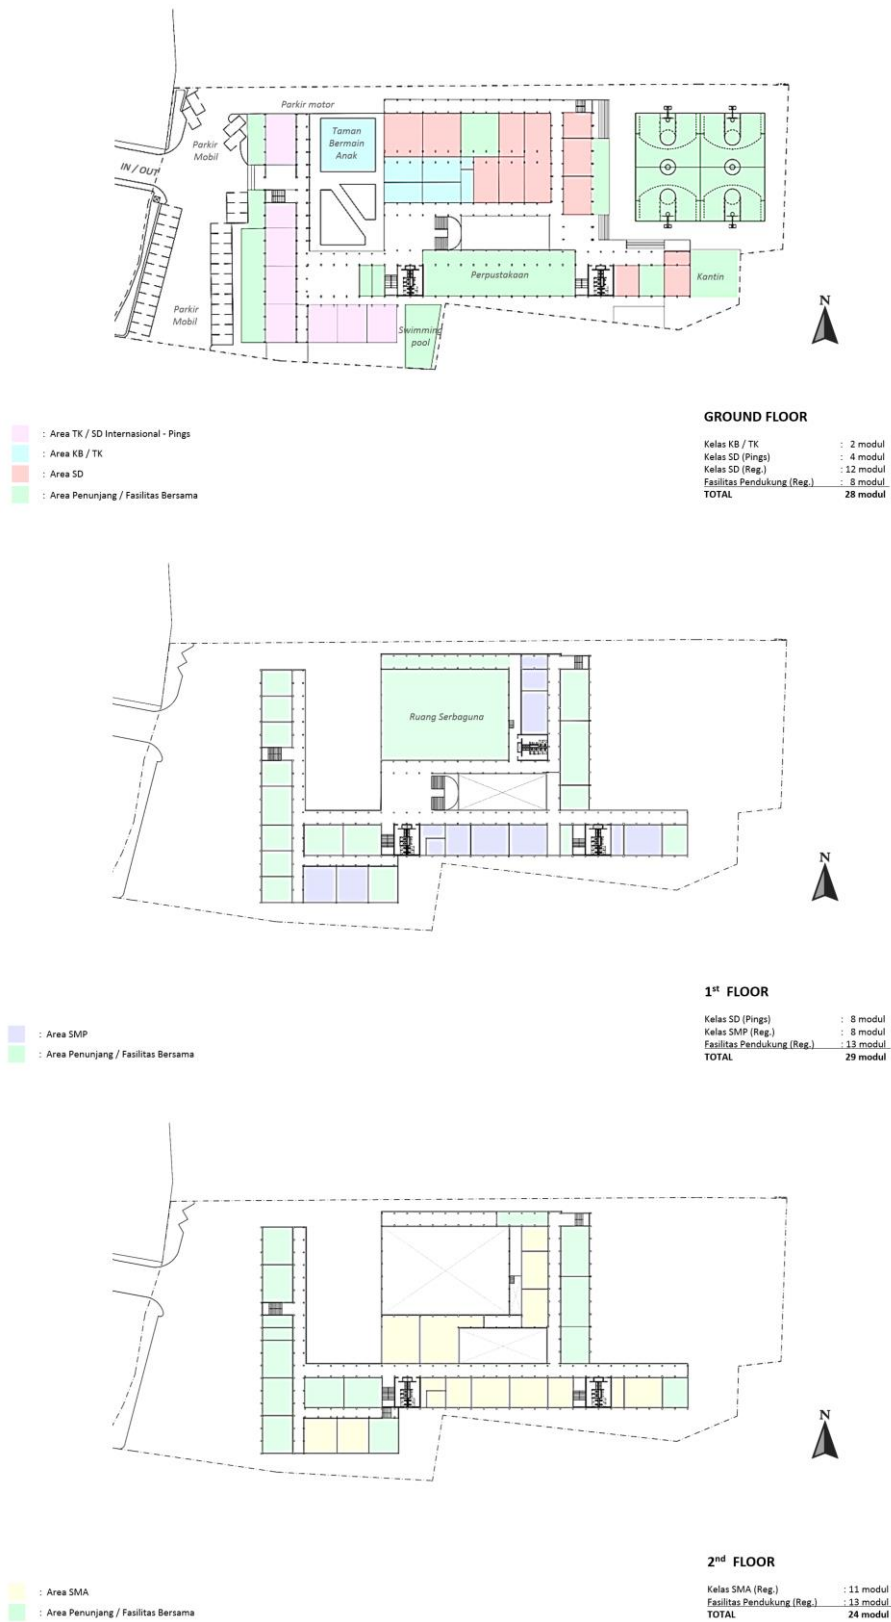 Parkir motor
Taman
Bermain
Anak
Parkir
Mobil
IN / OUT
Perpustakaan
Kantin
Parkir
Mobil
Swimming
pool
N
GROUND FLOOR
Kelas KB / TK : 2 modul
Kelas SD (Pings) : 4 modul
Kelas SD (Reg.) : 12 modul
Fasilitas Pendukung (Reg.) : 8 modul
TOTAL 28 modul
: Area TK / SD Internasional - Pings
: Area KB / TK
: Area SD
: Area Penunjang / Fasilitas Bersama
Ruang Serbaguna
N
1st FLOOR
Kelas SD (Pings) : 8 modul
Kelas SMP (Reg.) : 8 modul
Fasilitas Pendukung (Reg.) : 13 modul
TOTAL 29 modul
: Area SMP
: Area Penunjang / Fasilitas Bersama
N
2nd FLOOR
Kelas SMA (Reg.) : 11 modul
Fasilitas Pendukung (Reg.) : 13 modul
TOTAL 24 modul
: Area SMA
: Area Penunjang / Fasilitas Bersama